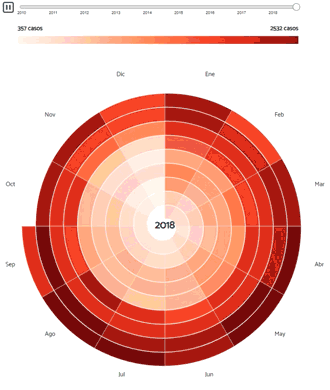 2010 2011 2012 2013 2014 2015 2016 2017 2018
357 casos 2532 casos
Dic Ene
Nov Feb
Oct Mar
2018
Sep Abr
Ago May
Jul Jun